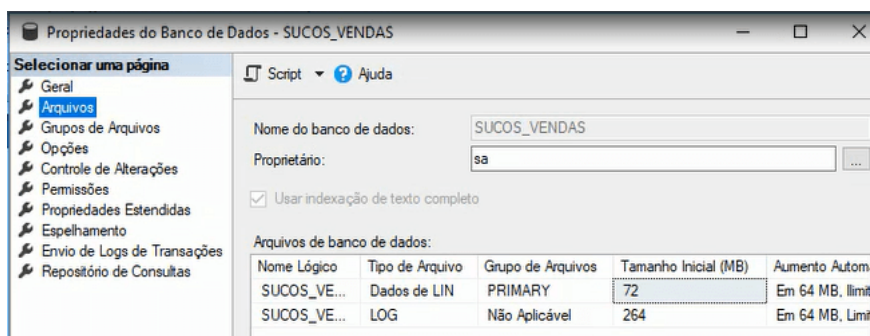 Propriedades do Banco de Dados - SUCOS_VENDAS
Selecionar uma página
Geral
Arquivos
Grupos de Arquivos
Opções
Controle de Alterações
Permissões
Propriedades Estendidas
Espelhamento
Envio de Logs de Transações
Repositório de Consultas
Script Ajuda
Nome do banco de dados: SUCOS_VENDAS
Proprietário: sa ...
Usar indexação de texto completo
Arquivos de banco de dados:
Nome Lógico Tipo de Arquivo Grupo de Arquivos Tamanho Inicial (MB) Aumento Autom
SUCOS_VE... Dados de LIN PRIMARY 72 Em 64 MB, Ilimit
SUCOS_VE... LOG Não Aplicável 264 Em 64 MB, Limit